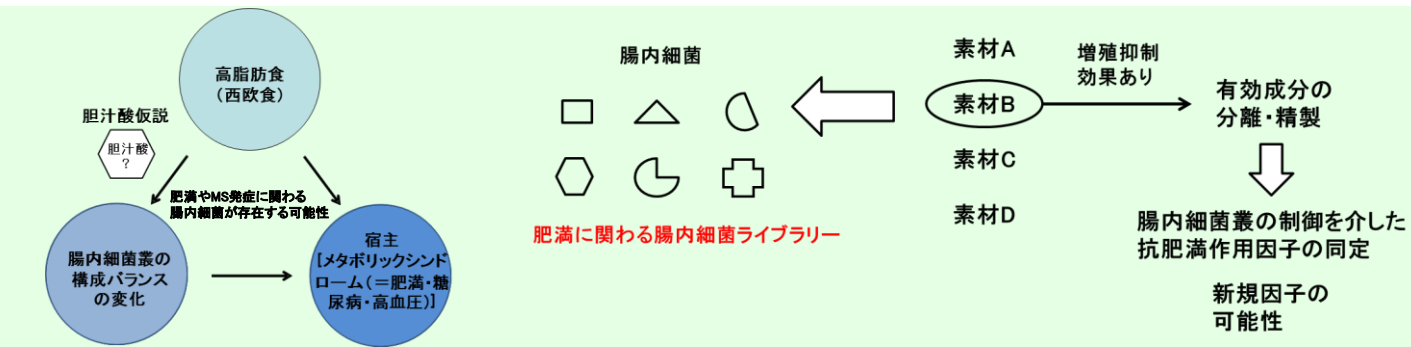 高脂肪食
（西欧食）
胆汁酸仮説
胆汁酸
？
肥満やMS発症に関わる
腸内細菌が存在する可能性
腸内細菌叢の
構成バランス
の変化
宿主
[メタボリックシンド
ローム（＝肥満・糖
尿病・高血圧）]
腸内細菌
肥満に関わる腸内細菌ライブラリー
素材A
素材B
素材C
素材D
増殖抑制
効果あり
有効成分の
分離・精製
腸内細菌叢の制御を介した
抗肥満作用因子の同定
新規因子の
可能性